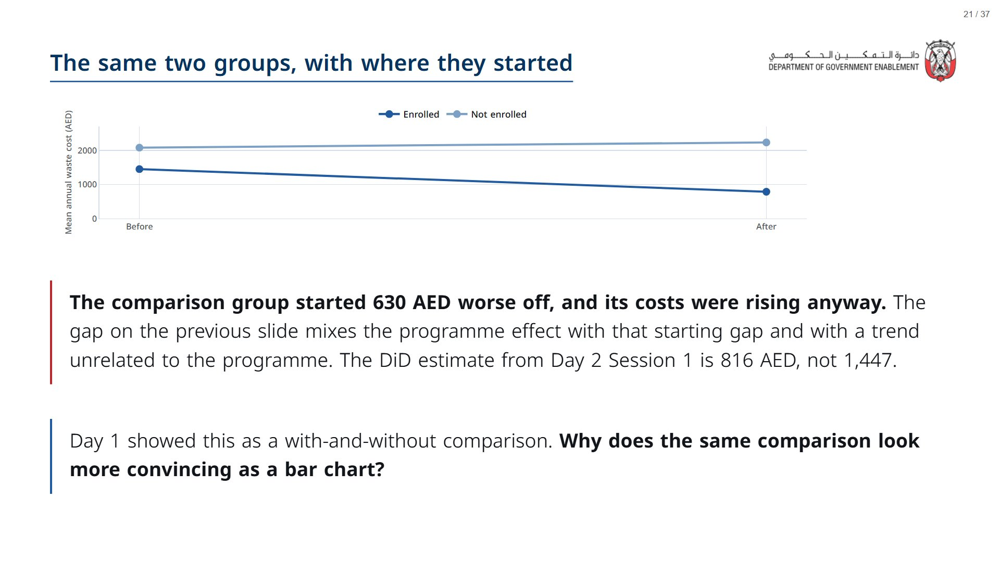 21 / 37
The same two groups, with where they started
دائرة التمكين الحكومي
DEPARTMENT OF GOVERNMENT ENABLEMENT
Enrolled Not enrolled
Mean annual waste cost (AED)
2000
1000
0
Before After
The comparison group started 630 AED worse off, and its costs were rising anyway. The
gap on the previous slide mixes the programme effect with that starting gap and with a trend
unrelated to the programme. The DiD estimate from Day 2 Session 1 is 816 AED, not 1,447.
Day 1 showed this as a with-and-without comparison. Why does the same comparison look
more convincing as a bar chart?